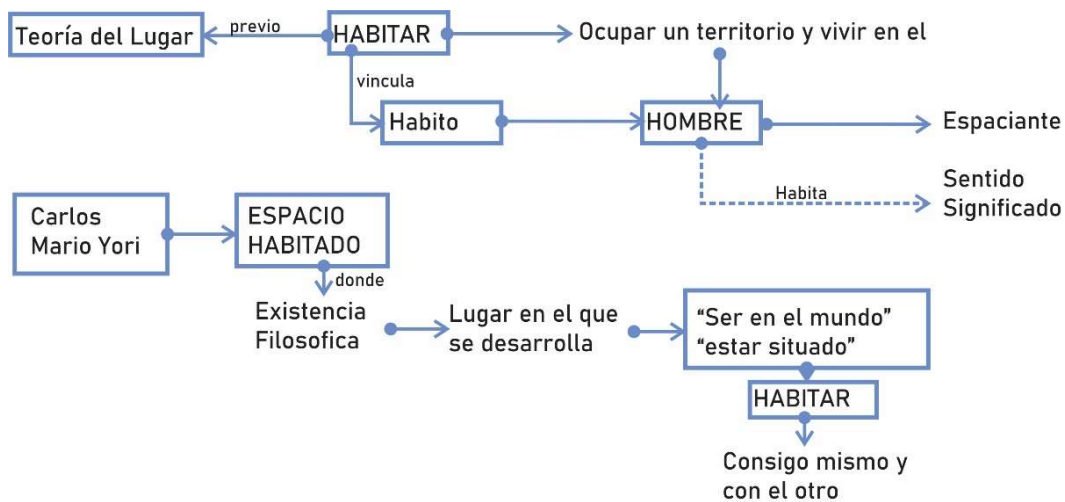 Teoría del Lugar
previo
HABITAR
Ocupar un territorio y vivir en el
vincula
Habito
HOMBRE
Espaciante
Habita
Sentido
Significado
Carlos
Mario Yori
ESPACIO
HABITADO
donde
Existencia
Filosofica
Lugar en el que
se desarrolla
“Ser en el mundo”
“estar situado”
HABITAR
Consigo mismo y
con el otro